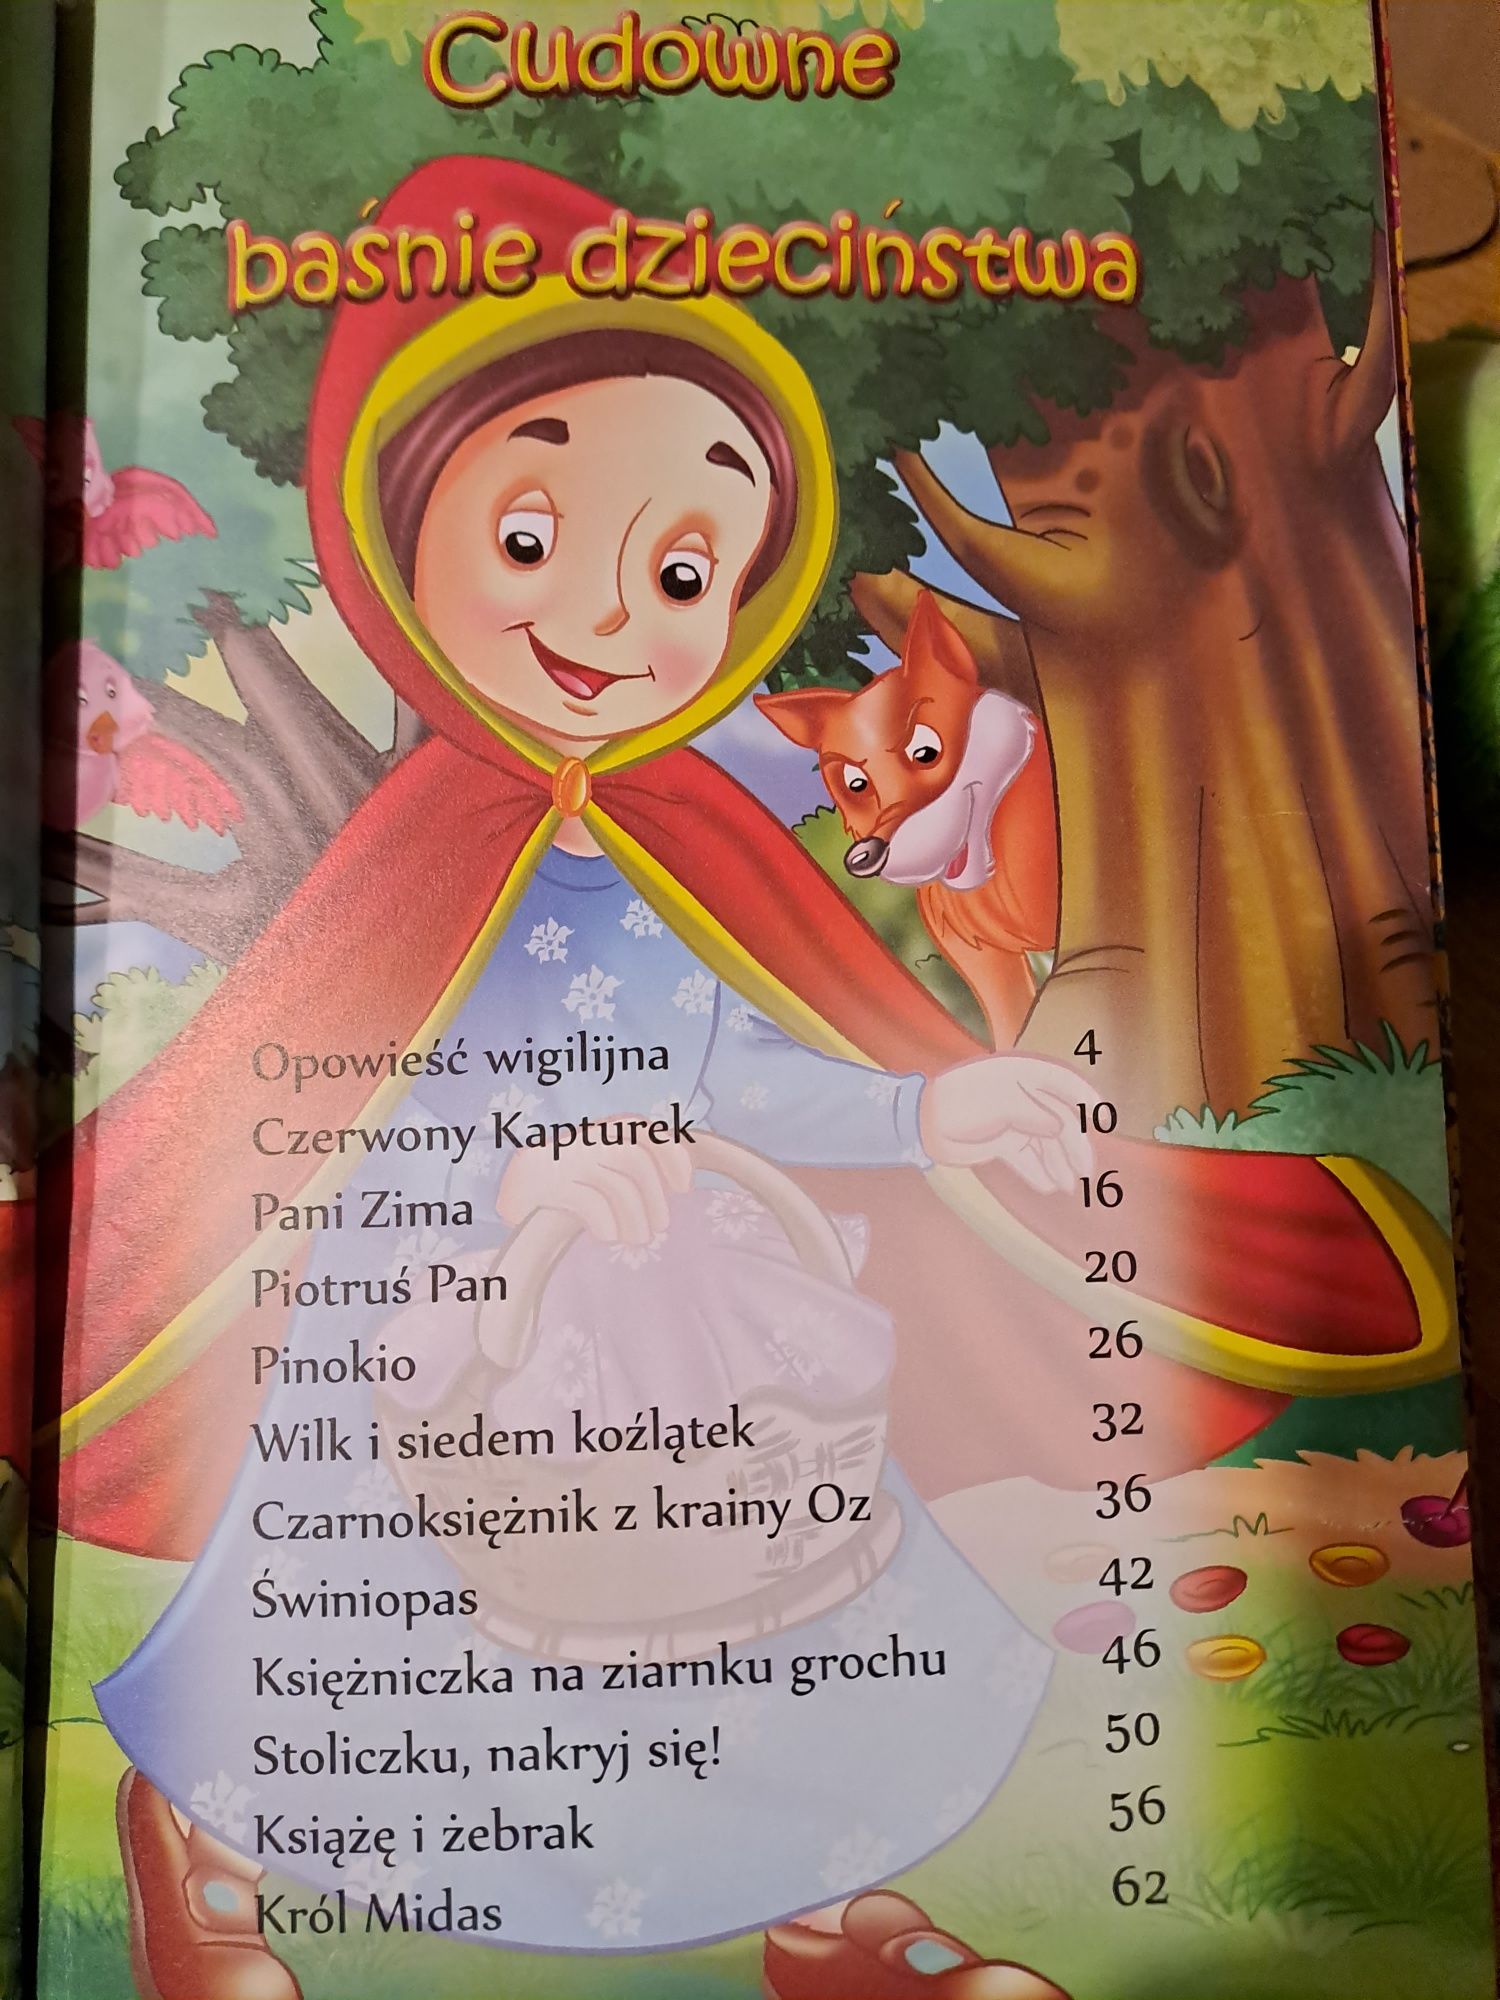 Cudowne
baśnie dzieciństwa
Opowieść wigilijna 4
Czerwony Kapturek 10
Pani Zima 16
Piotruś Pan 20
Pinokio 26
Wilk i siedem koźlątek 32
Czarnoksiężnik z krainy Oz 36
Świniopas 42
Księżniczka na ziarnku grochu 46
Stoliczku, nakryj się! 50
Książę i żebrak 56
Król Midas 62